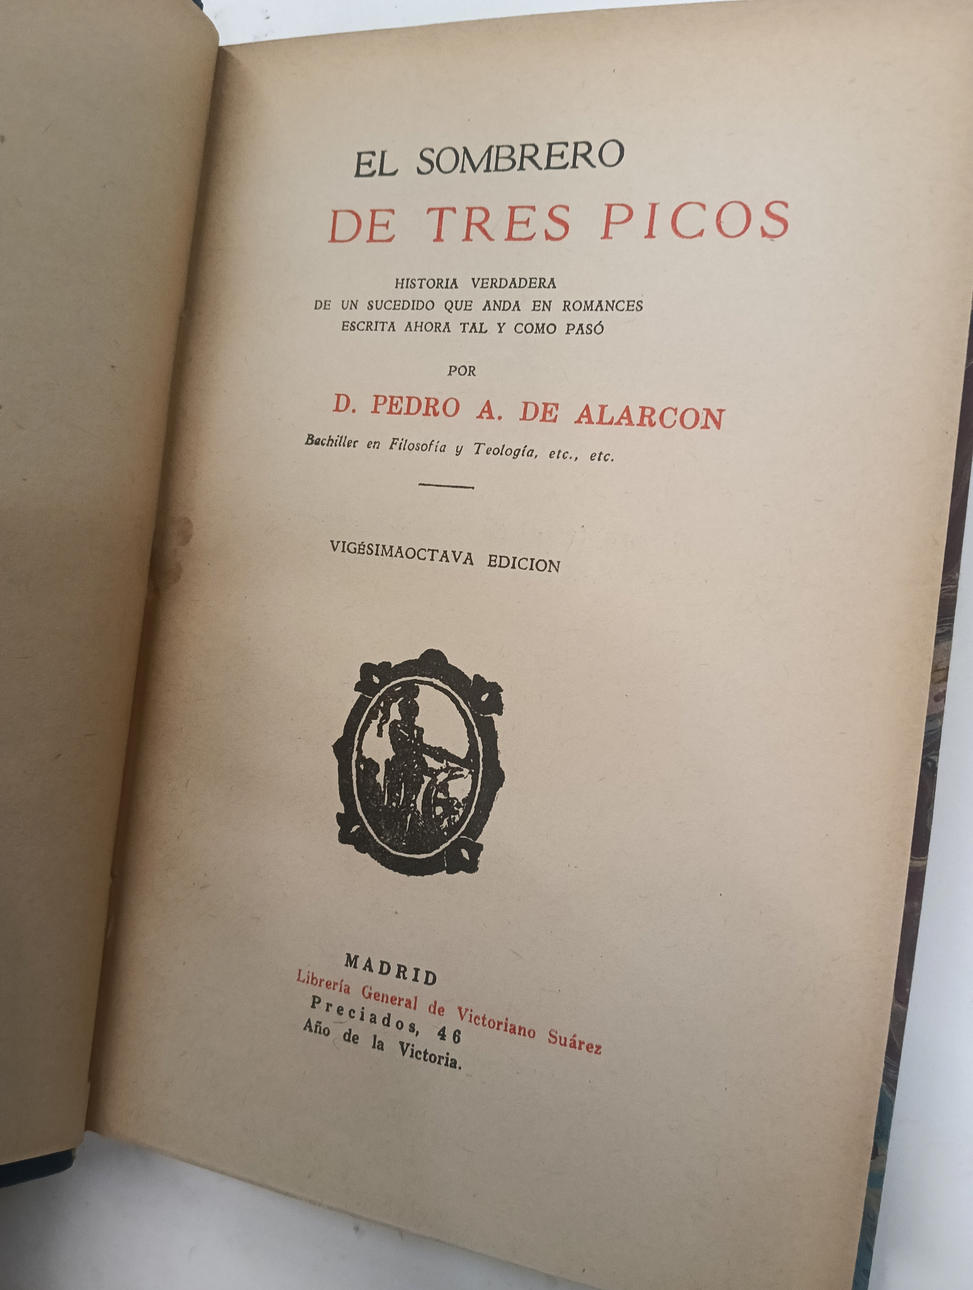 EL SOMBRERO
DE TRES PICOS
HISTORIA VERDADERA
DE UN SUCEDIDO QUE ANDA EN ROMANCES
ESCRITA AHORA TAL Y COMO PASÓ
POR
D. PEDRO A. DE ALARCON
Bachiller en Filosofía y Teología, etc., etc.
VIGÉSIMAOCTAVA EDICION
MADRID
Librería General de Victoriano Suárez
Preciados, 46
Año de la Victoria.